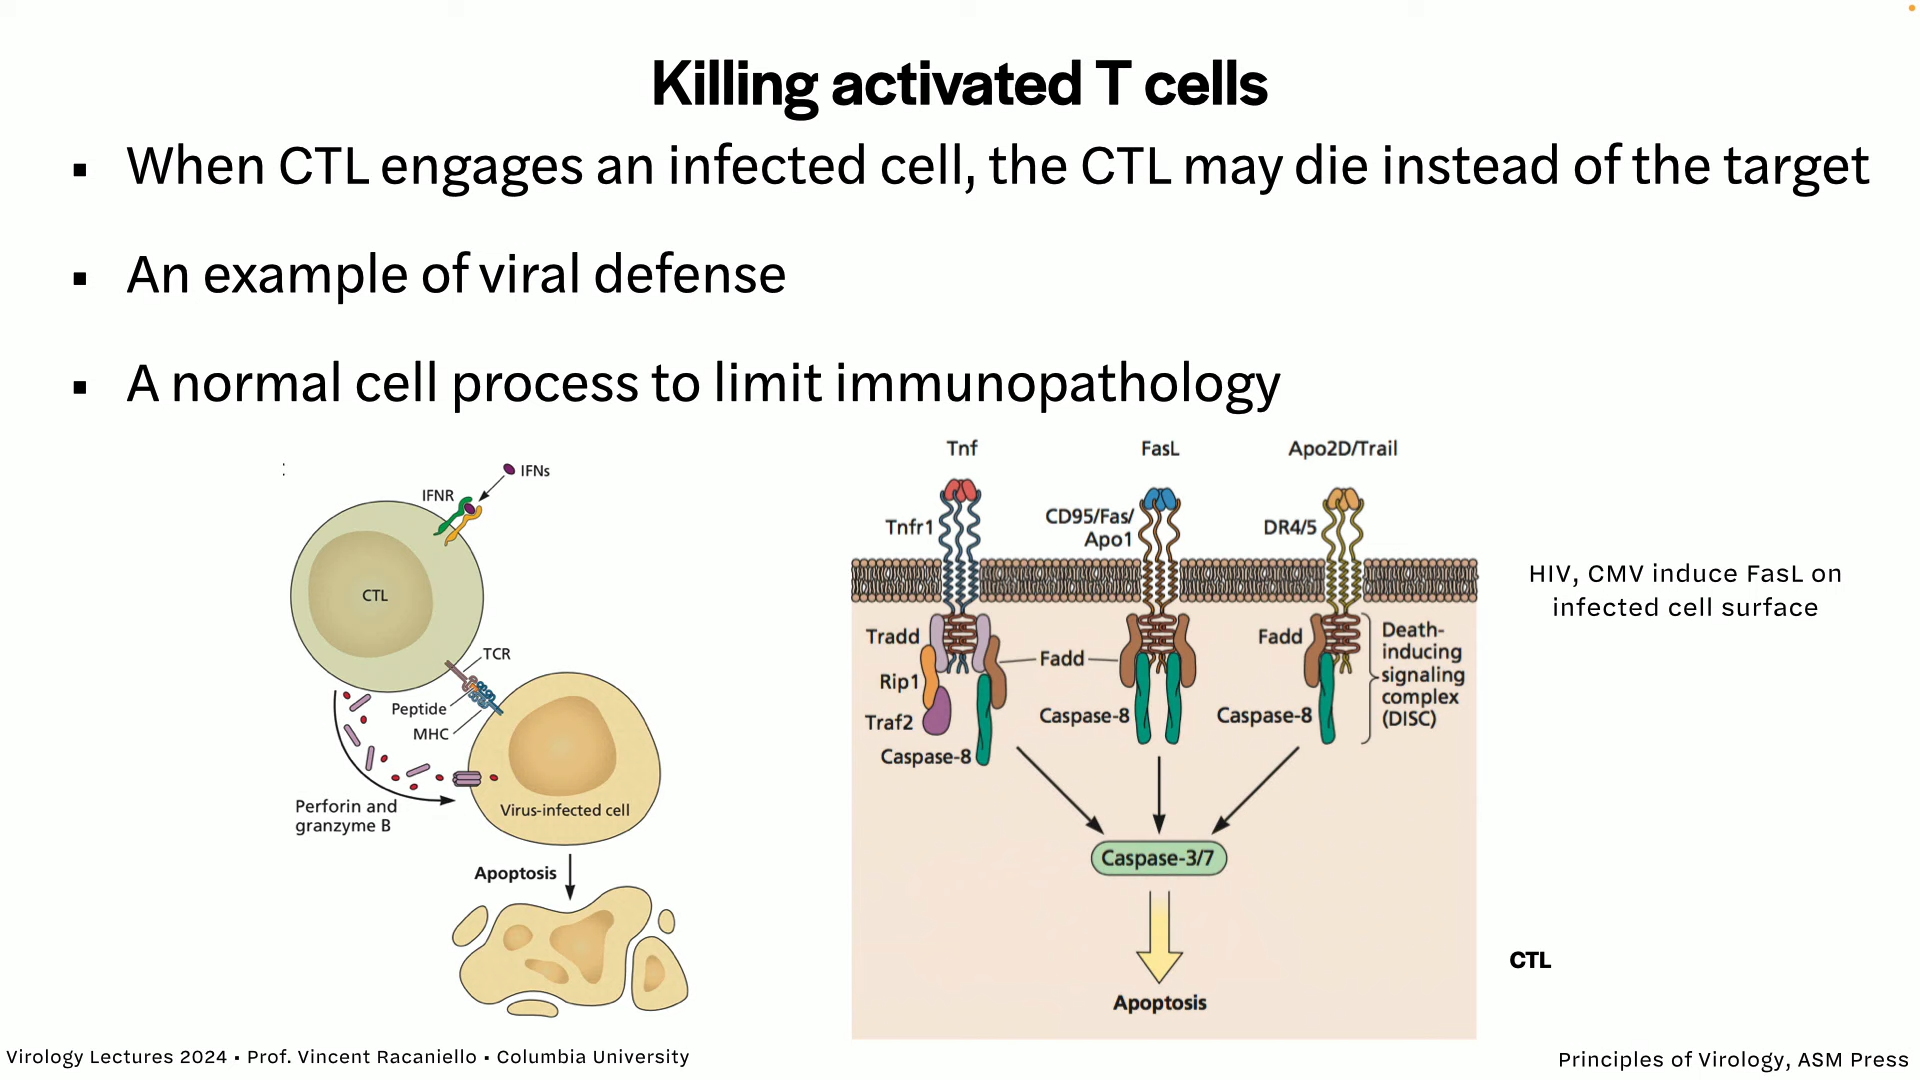 Killing activated T cells
▪ When CTL engages an infected cell, the CTL may die instead of the target
▪ An example of viral defense
▪ A normal cell process to limit immunopathology
:
IFNs
IFNR
CTL
TCR
Peptide
MHC
Perforin and
granzyme B
Virus-infected cell
Apoptosis
Tnf
FasL
Apo2D/Trail
Tnfr1
CD95/Fas/
Apo1
DR4/5
Tradd
Rip1
Traf2
Caspase-8
Fadd
Caspase-8
Fadd
Caspase-8
Death-
inducing
signaling
complex
(DISC)
Caspase-3/7
Apoptosis
HIV, CMV induce FasL on
infected cell surface
CTL
Virology Lectures 2024 • Prof. Vincent Racaniello • Columbia University
Principles of Virology, ASM Press